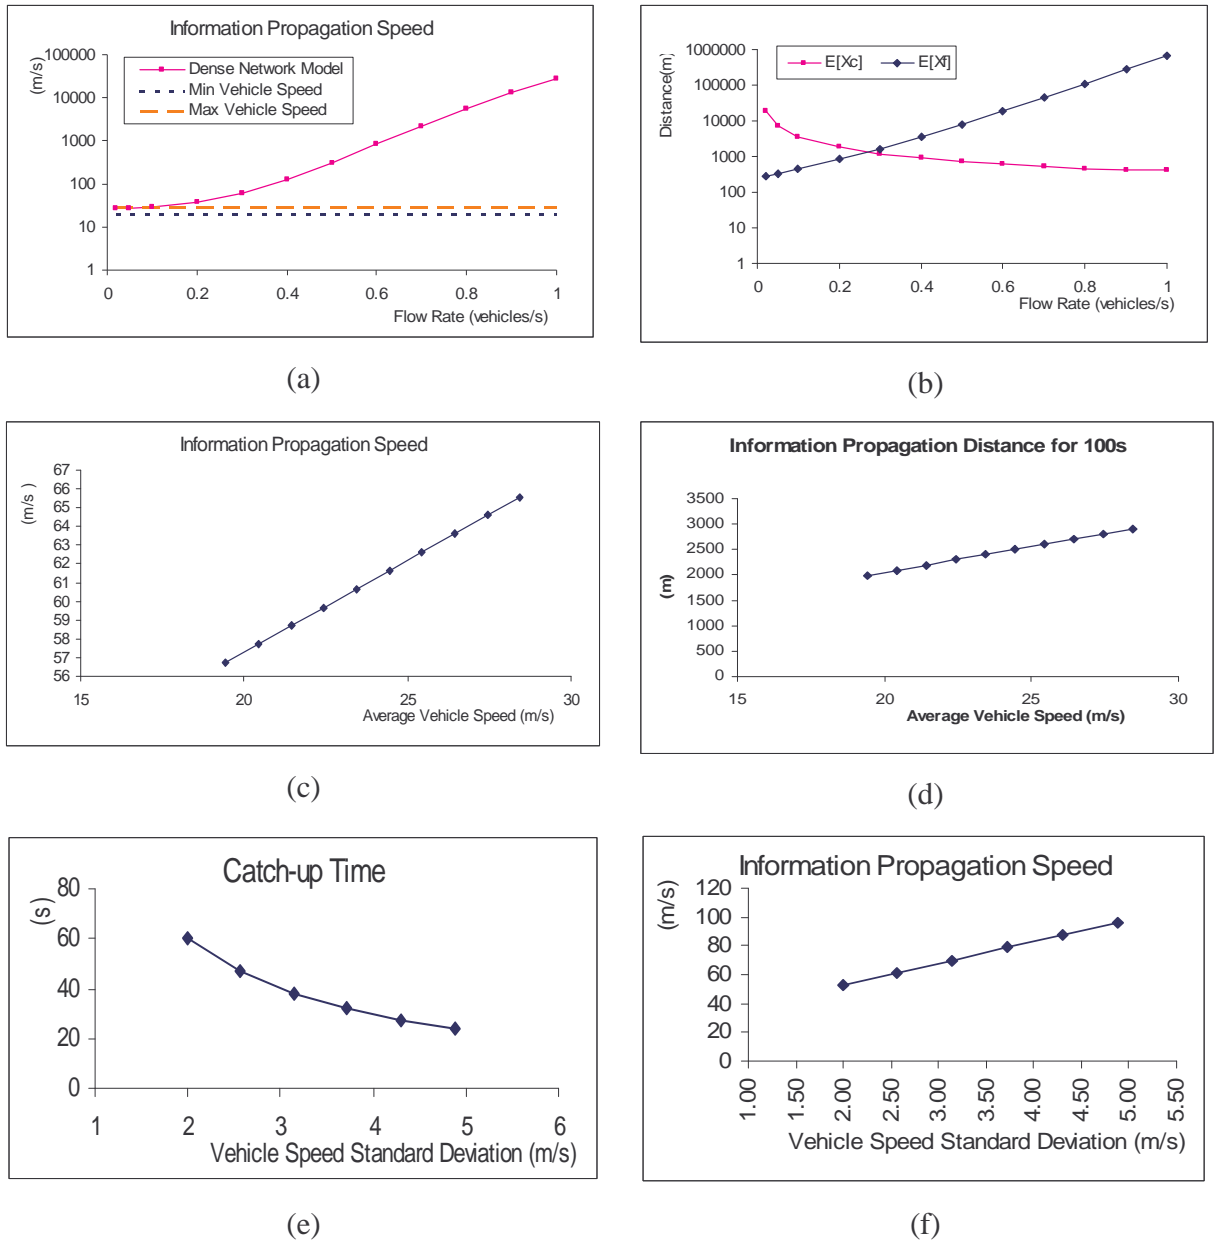 Information Propagation Speed
(m/s)
100000
10000
1000
100
10
1
Dense Network Model
Min Vehicle Speed
Max Vehicle Speed
0 0.2 0.4 0.6 0.8 1
Flow Rate (vehicles/s)
(a)
Distance(m)
1000000
100000
10000
1000
100
10
1
E[Xc] E[Xf]
0 0.2 0.4 0.6 0.8 1
Flow Rate (vehicles/s)
(b)
Information Propagation Speed
(m/s )
67
66
65
64
63
62
61
60
59
58
57
56
15 20 25 30
Average Vehicle Speed (m/s)
(c)
Information Propagation Distance for 100s
(m)
3500
3000
2500
2000
1500
1000
500
0
15 20 25 30
Average Vehicle Speed (m/s)
(d)
Catch-up Time
(s)
80
60
40
20
0
1 2 3 4 5 6
Vehicle Speed Standard Deviation (m/s)
(e)
Information Propagation Speed
(m/s)
120
100
80
60
40
20
0
1.00 1.50 2.00 2.50 3.00 3.50 4.00 4.50 5.00 5.50
Vehicle Speed Standard Deviation (m/s)
(f)